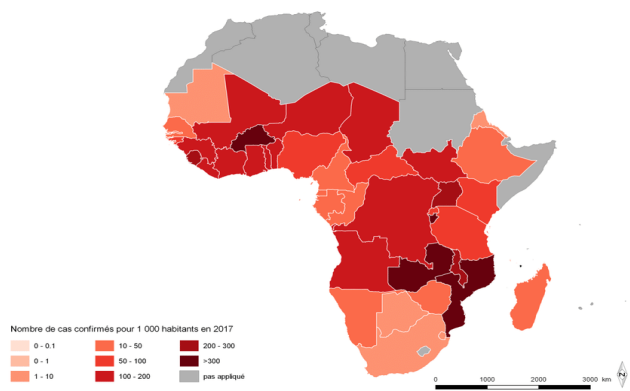 Nombre de cas confirmés pour 1 000 habitants en 2017
0 - 0.1 10 - 50 200 - 300
0 - 1 50 - 100 >300
1 - 10 100 - 200 pas appliqué
0 1000 2000 3000 km
N